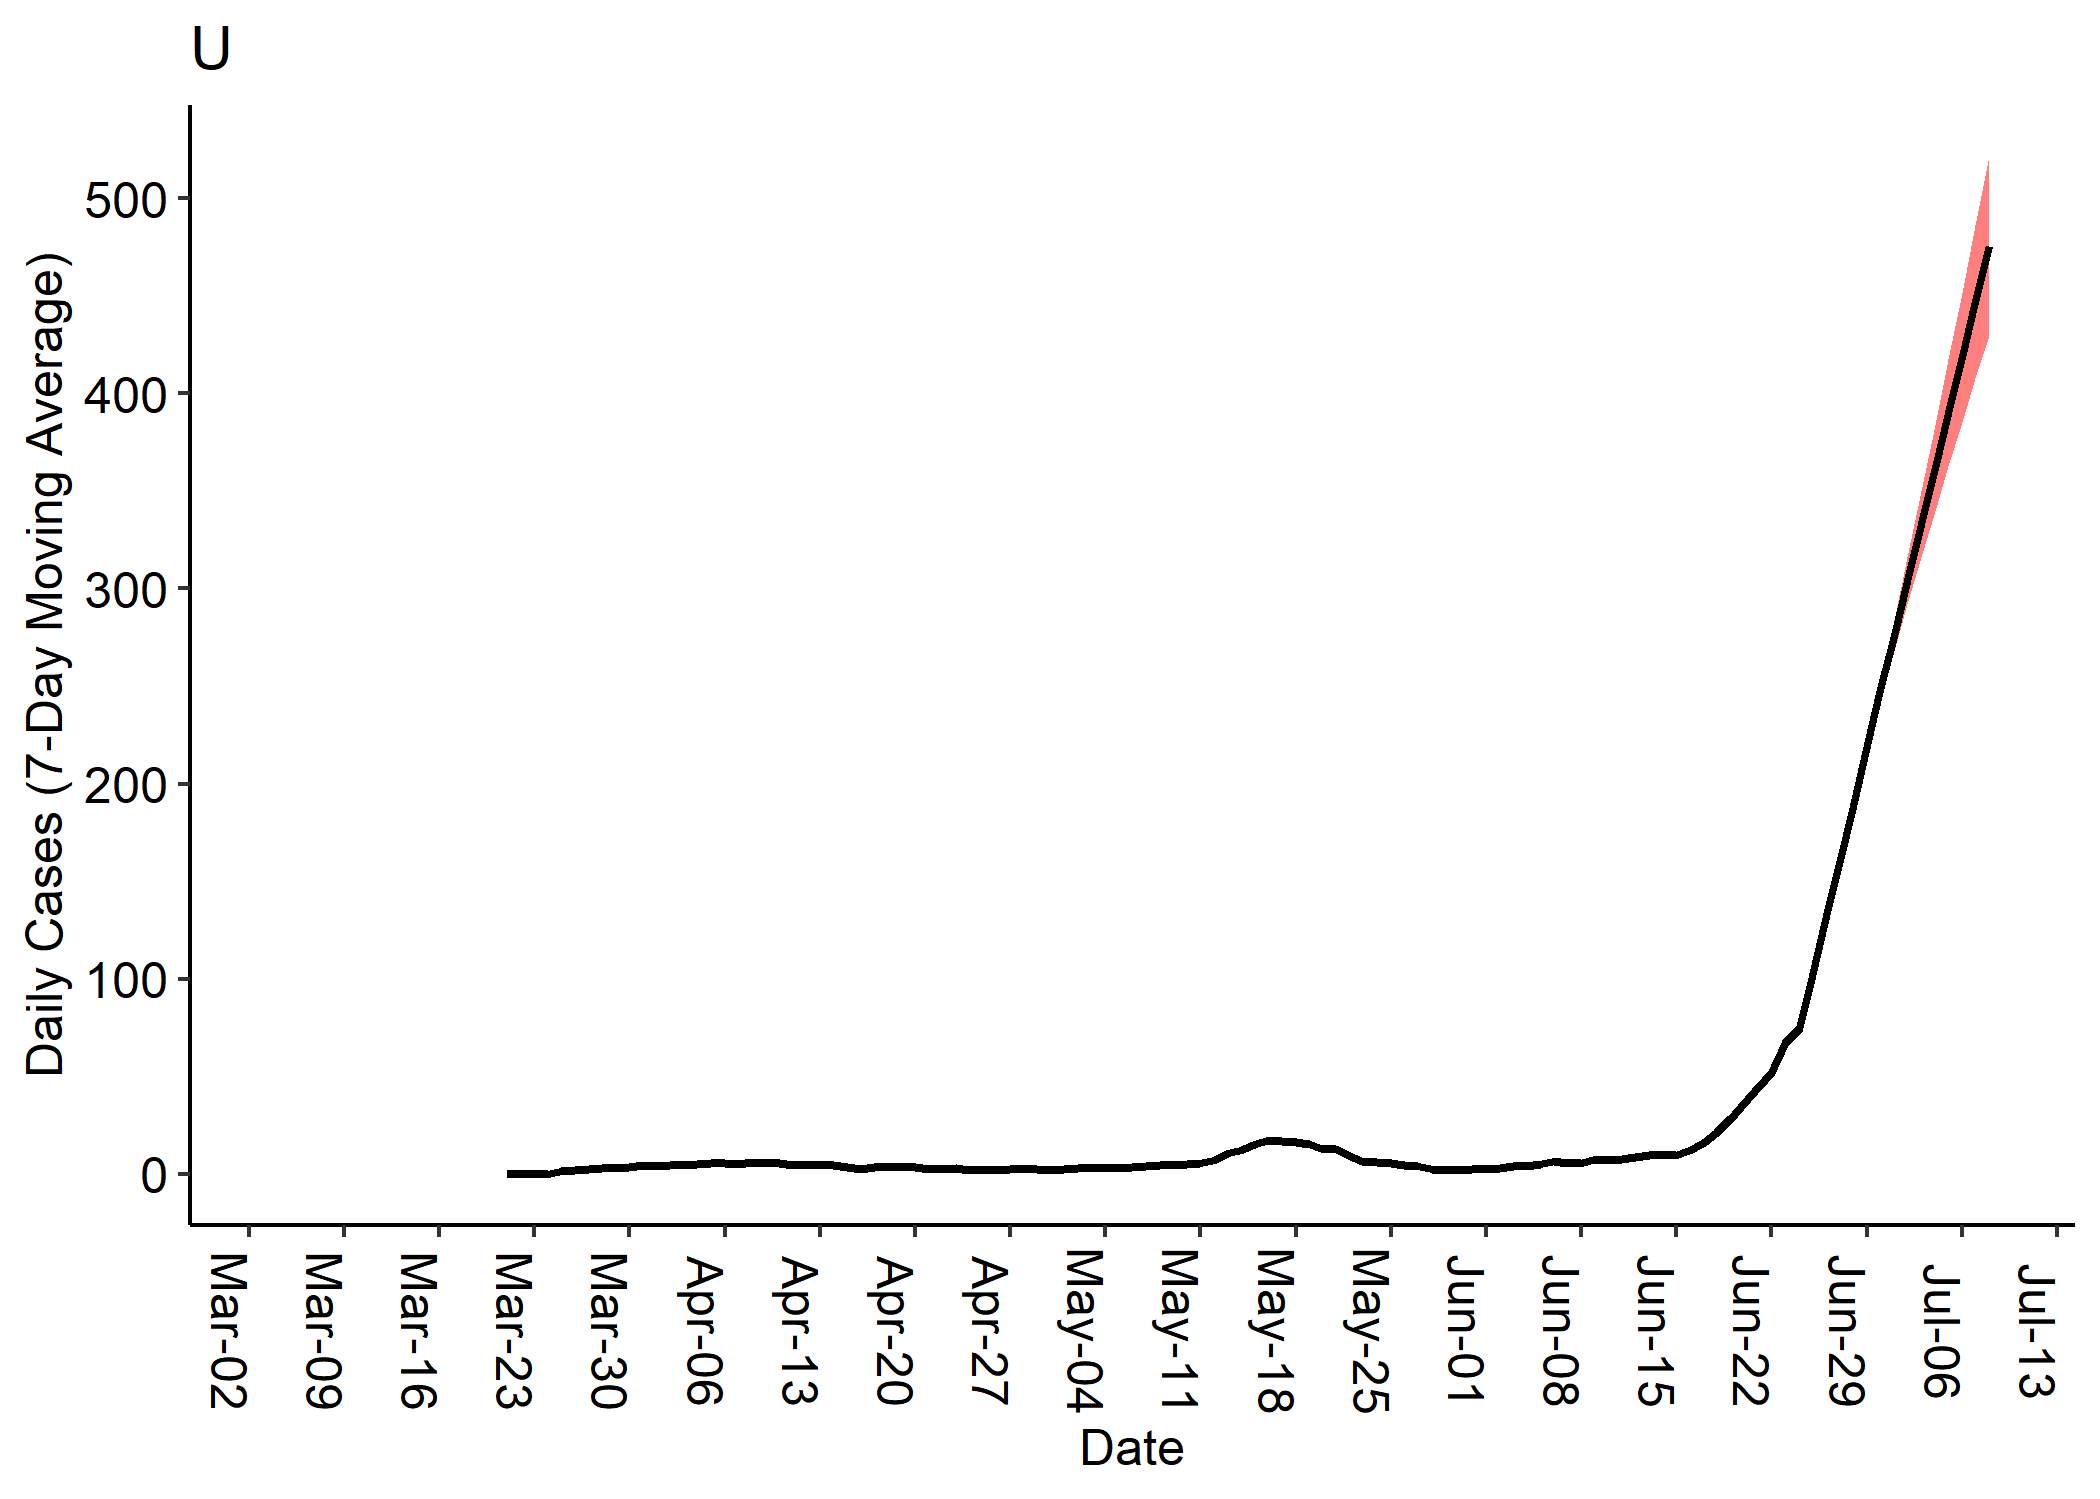 U
Daily Cases (7-Day Moving Average)
500
400
300
200
100
0
Mar-02
Mar-09
Mar-16
Mar-23
Mar-30
Apr-06
Apr-13
Apr-20
Apr-27
May-04
May-11
May-18
May-25
Jun-01
Jun-08
Jun-15
Jun-22
Jun-29
Jul-06
Jul-13
Date